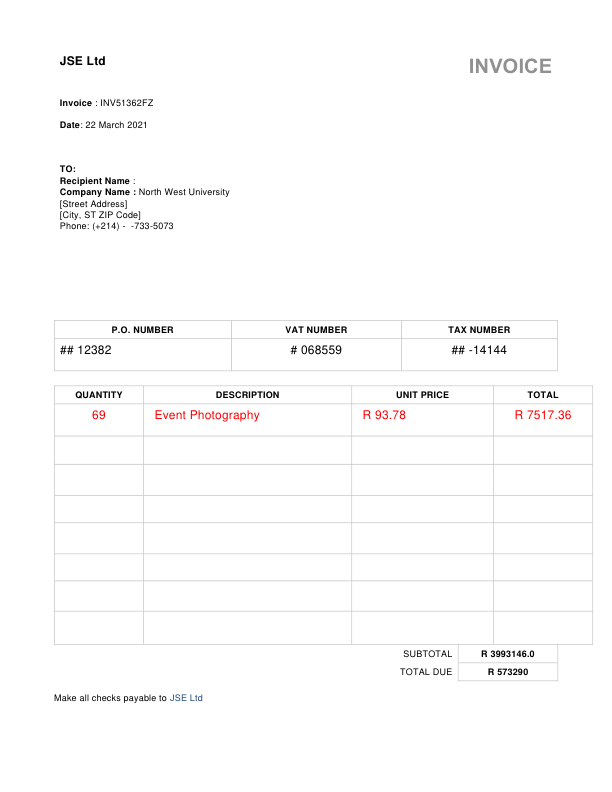 JSE Ltd
INVOICE
Invoice : INV51362FZ
Date: 22 March 2021
TO:
Recipient Name :
Company Name : North West University
[Street Address]
[City, ST ZIP Code]
Phone: (+214) - -733-5073
P.O. NUMBER VAT NUMBER TAX NUMBER
## 12382 # 068559 ## -14144
QUANTITY DESCRIPTION UNIT PRICE TOTAL
69 Event Photography R 93.78 R 7517.36
SUBTOTAL R 3993146.0
TOTAL DUE R 573290
Make all checks payable to JSE Ltd